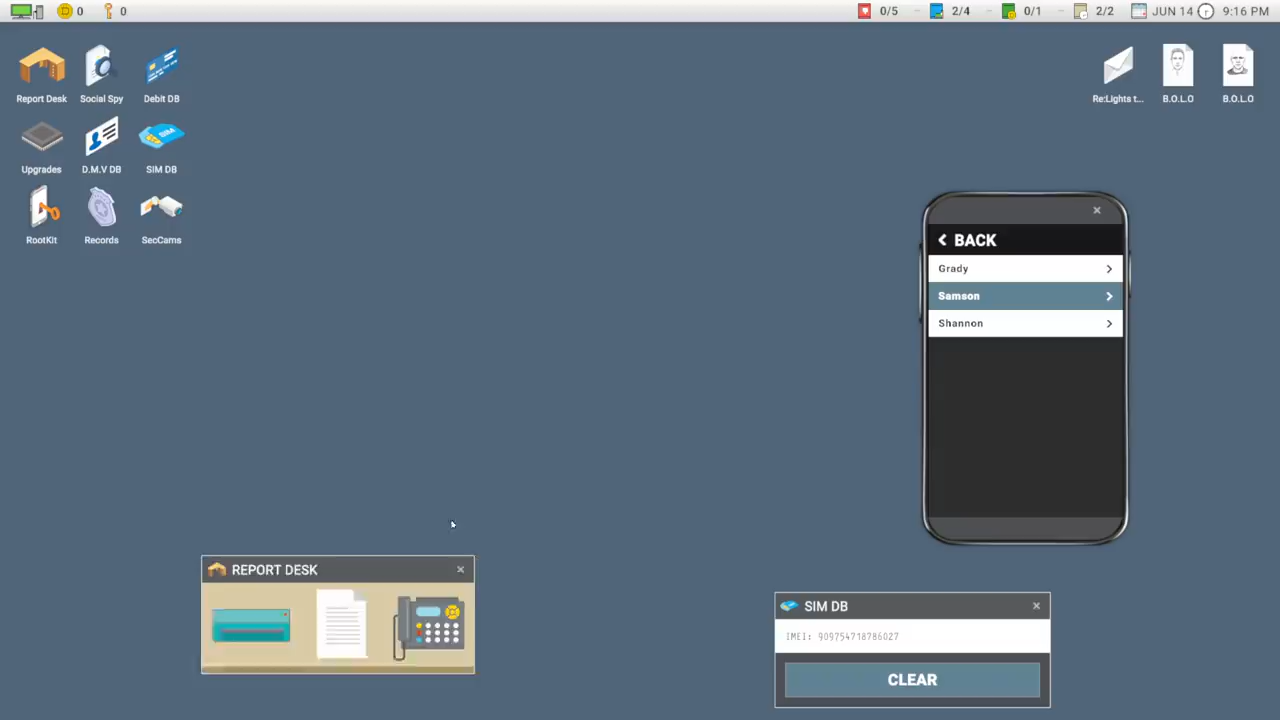 0 0 0/5 2/4 0/1 2/2 JUN 14 9:16 PM
Report Desk Social Spy Debit DB
Upgrades D.M.V DB SIM DB
RootKit Records SecCams
Re:Lights t... B.O.L.O B.O.L.O
SIM
BACK
Grady
Samson
Shannon
REPORT DESK
SIM DB
IMEI: 909754718786027
CLEAR